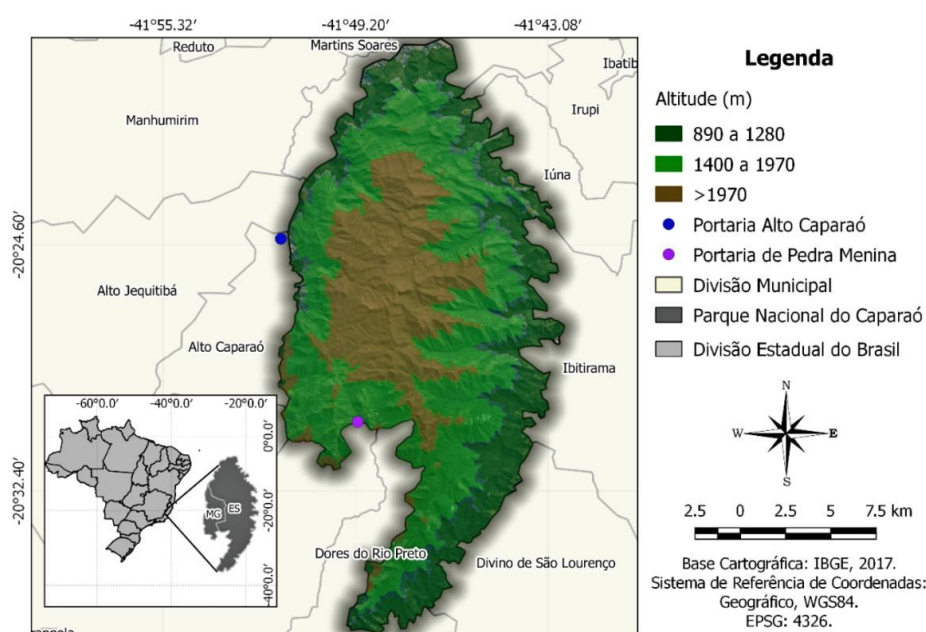 -41°55.32' -41°49.20' -41°43.08'
Reduto
Martins Soares
Ibatib
Manhumirim
Irupi
Iúna
-20°24.60'
Alto Jequitibá
Alto Caparaó
Ibitirama
-20°32.40'
Dores do Rio Preto
Divino de São Lourenço
-60°0.0' -40°0.0' -20°0.0'
0°0.0'
-20°0.0'
-40°0.0'
MG
ES
rangola
Legenda
Altitude (m)
890 a 1280
1400 a 1970
>1970
Portaria Alto Caparaó
Portaria de Pedra Menina
Divisão Municipal
Parque Nacional do Caparaó
Divisão Estadual do Brasil
N
W E
S
2.5 0 2.5 5 7.5 km
Base Cartográfica: IBGE, 2017.
Sistema de Referência de Coordenadas:
Geográfico, WGS84.
EPSG: 4326.